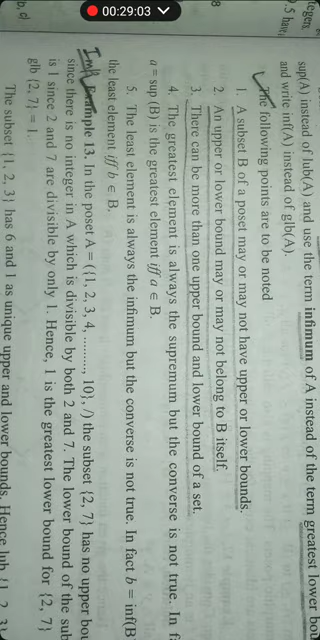 00:29:03
tegers
.5 have,
8
b, d)
sup(A) instead of lub(A) and use the term infimum of A instead of the term greatest lower bou
and write inf(A) instead of glb(A).
The following points are to be noted
1. A subset B of a poset may or may not have upper or lower bounds.
2. An upper or lower bound may or may not belong to B itself.
3. There can be more than one upper bound and lower bound of a set.
4. The greatest element is always the supremum but the converse is not true. In fa
a = sup (B) is the greatest element iff a ∈ B.
5. The least element is always the infimum but the converse is not true. In fact b = inf(B
the least element iff b ∈ B.
Example 13. In the poset A = ({1, 2, 3, 4, .........., 10}, /) the subset {2, 7} has no upper bou
since there is no integer in A which is divisible by both 2 and 7. The lower bound of the sub
is 1 since 2 and 7 are divisible by only 1. Hence, 1 is the greatest lower bound for {2, 7}
glb {2, 7} = 1.
The subset {1, 2, 3} has 6 and 1 as unique upper and lower bounds. Hence lub {1, 2, 3}